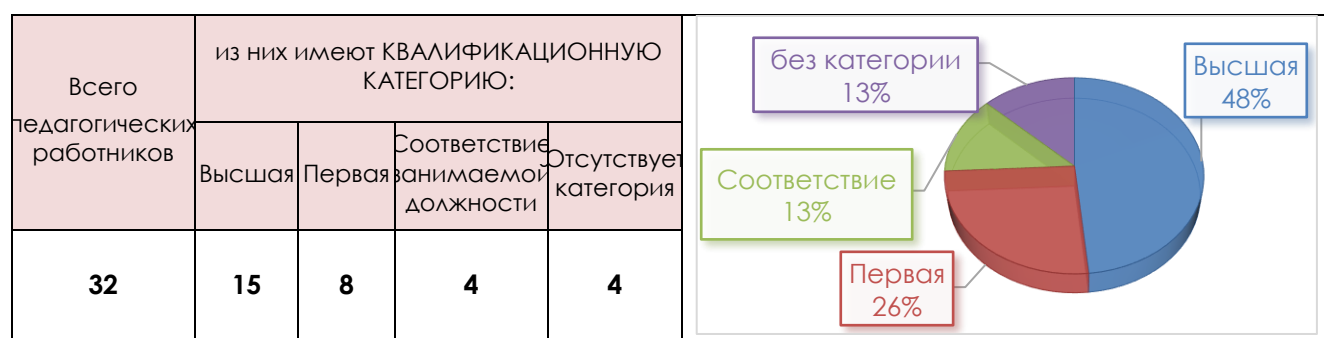 Всего
педагогических
работников
из них имеют КВАЛИФИКАЦИОННУЮ
КАТЕГОРИЮ:
Высшая
Первая
Соответствие
занимаемой
должности
Отсутствует
категория
32
15
8
4
4
без категории
13%
Высшая
48%
Соответствие
13%
Первая
26%